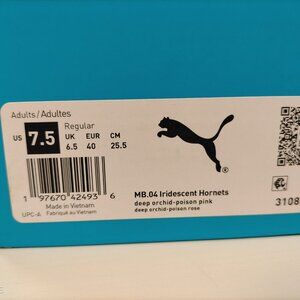 Adults/Adultes
Regular
US 7.5 UK EUR CM
6.5 40 25.5
®
MB.04 Iridescent Hornets
deep orchid-poison pink
deep orchid-poison rose
1 97670 42493 6
Made in Vietnam
UPC-A Fabriqué au Vietnam
3108